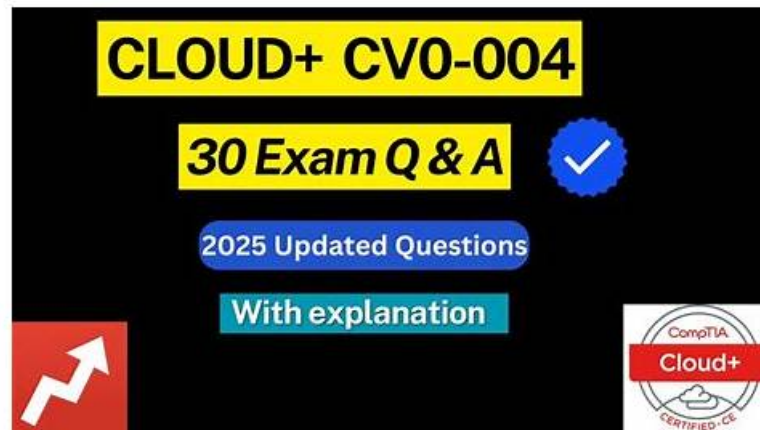 CLOUD+ CV0-004
30 Exam Q & A
2025 Updated Questions
With explanation
CompTIA
Cloud+
CERTIFIED-CE